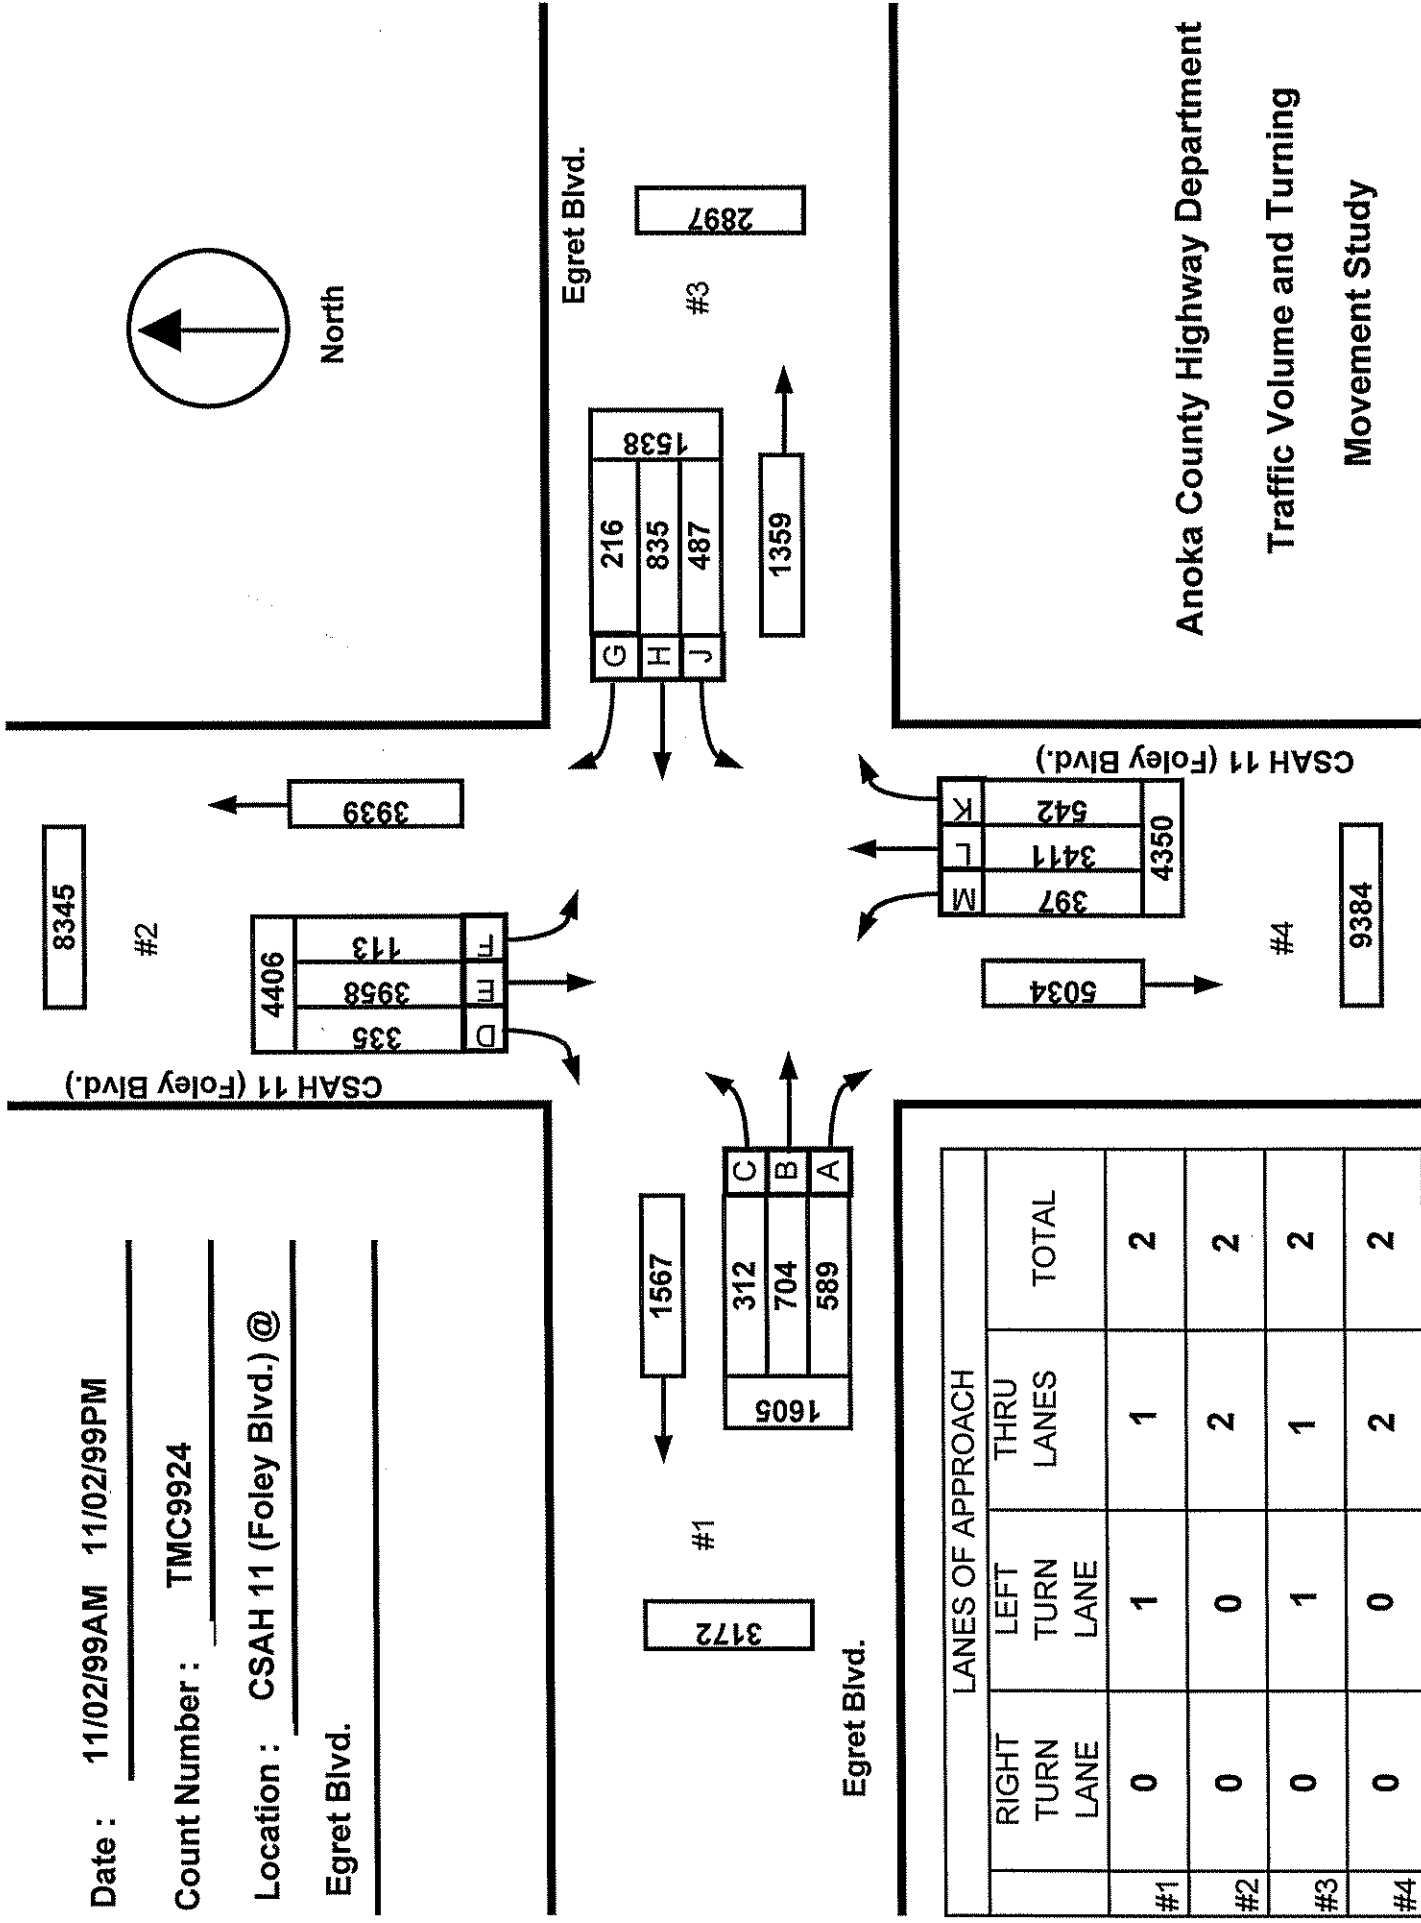 Date : 11/02/99AM 11/02/99PM
Count Number : TMC9924
Location : CSAH 11 (Foley Blvd.) @
Egret Blvd.
CSAH 11 (Foley Blvd.)
8345
#2
4406
335 3958 113
D E F
3939
North
Egret Blvd.
#1
3172
1567
1605
312 C
704 B
589 A
Egret Blvd.
#3
2897
G 216
H 835
J 487
1538
1359
CSAH 11 (Foley Blvd.)
M L K
397 3411 542
4350
5034
#4
9384
LANES OF APPROACH
RIGHT TURN LANE LEFT TURN LANE THRU LANES TOTAL
#1 0 1 1 2
#2 0 0 2 2
#3 0 1 1 2
#4 0 0 2 2
Anoka County Highway Department
Traffic Volume and Turning
Movement Study